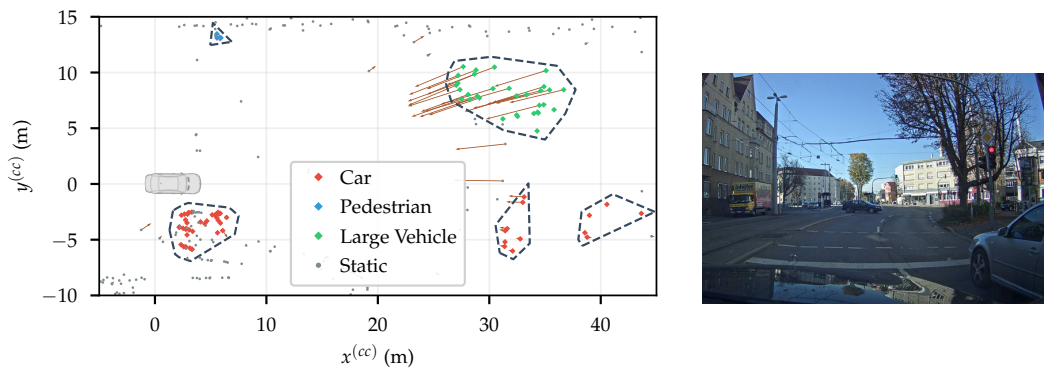 15
10
5
0
−5
−10
y^(cc) (m)
0
10
20
30
40
x^(cc) (m)
Car
Pedestrian
Large Vehicle
Static